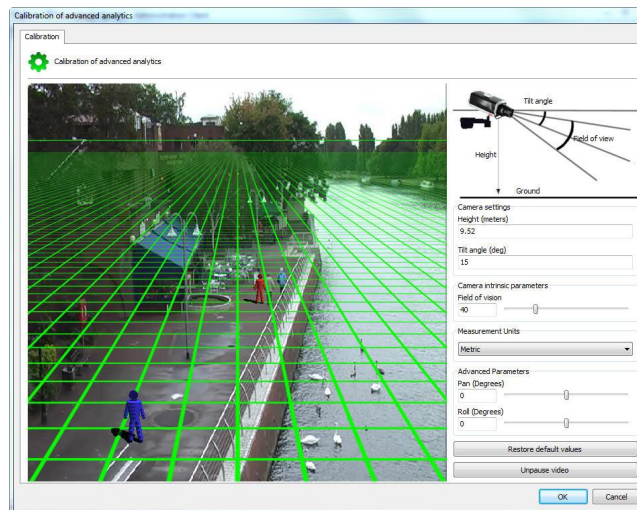 Calibration of advanced analytics
Calibration
Calibration of advanced analytics
Tilt angle
Field of view
Height
Ground
Camera settings
Height (meters)
9.52
Tilt angle (deg)
15
Camera intrinsic parameters
Field of vision
40
Measurement Units
Metric
Advanced Parameters
Pan (Degrees)
0
Roll (Degrees)
0
Restore default values
Unpause video
OK
Cancel